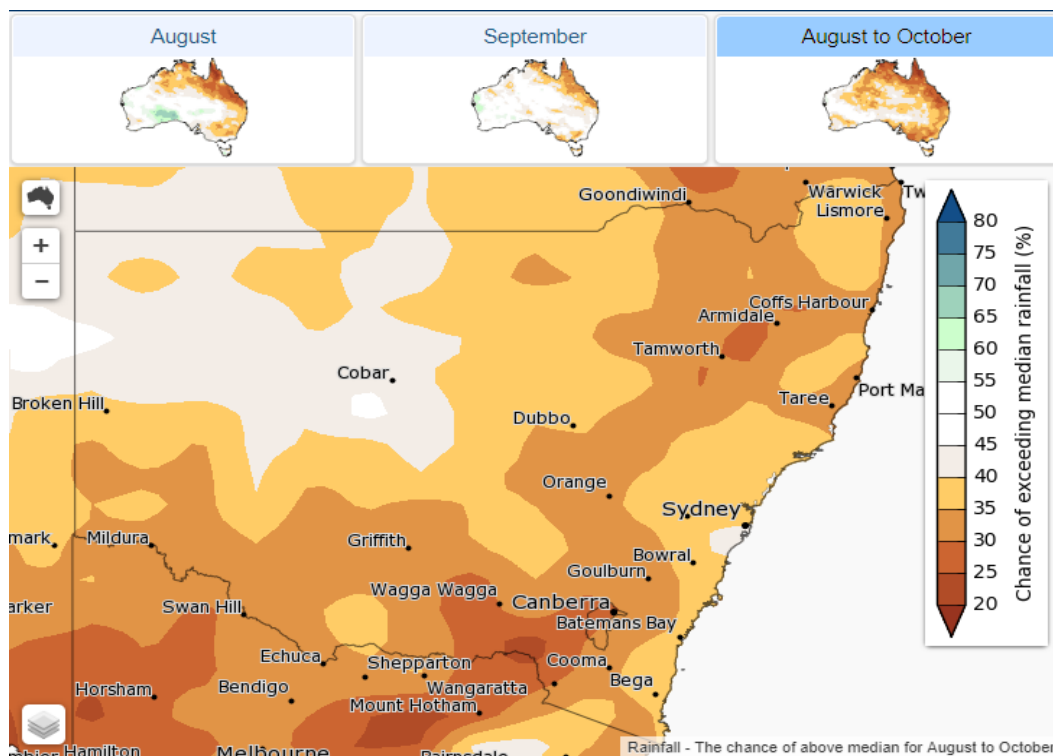 August
September
August to October
+
−
Goondiwindi
Warwick
Tw
Lismore
Coffs Harbour
Armidale
Tamworth
Cobar
Port Ma
Taree
Broken Hill
Dubbo
Orange
Sydney
mark
Mildura
Griffith
Bowral
Goulburn
Wagga Wagga
Canberra
arker
Swan Hill
Batemans Bay
Echuca
Shepparton
Cooma
Horsham
Bendigo
Wangaratta
Bega
Mount Hotham
mbier
Hamilton
Melbourne
Bairnsdale
80
75
70
65
60
55
50
45
40
35
30
25
20
Chance of exceeding median rainfall (%)
Rainfall - The chance of above median for August to October